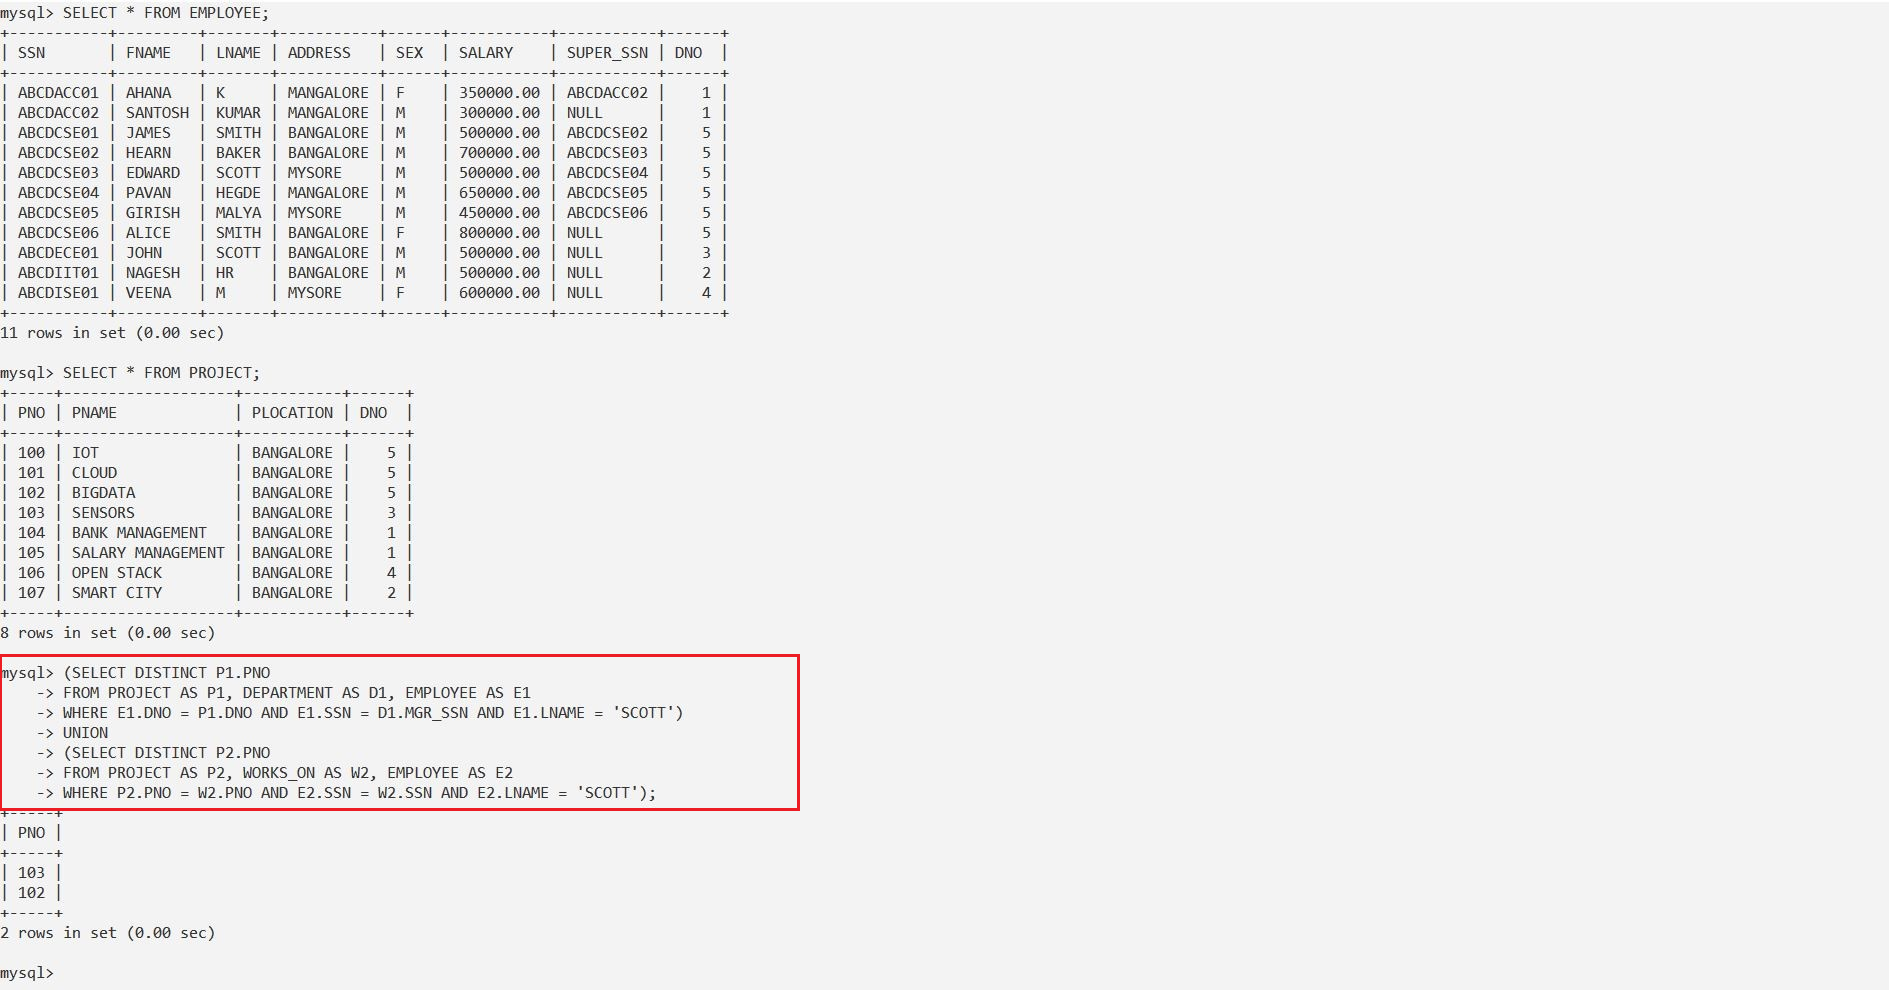 mysql> SELECT * FROM EMPLOYEE;
+-----------+---------+-------+-----------+------+-----------+-----------+------+
| SSN       | FNAME   | LNAME | ADDRESS   | SEX  | SALARY    | SUPER_SSN | DNO  |
+-----------+---------+-------+-----------+------+-----------+-----------+------+
| ABCDACC01 | AHANA   | K     | MANGALORE | F    | 350000.00 | ABCDACC02 |    1 |
| ABCDACC02 | SANTOSH | KUMAR | MANGALORE | M    | 300000.00 | NULL      |    1 |
| ABCDCSE01 | JAMES   | SMITH | BANGALORE | M    | 500000.00 | ABCDCSE02 |    5 |
| ABCDCSE02 | HEARN   | BAKER | BANGALORE | M    | 700000.00 | ABCDCSE03 |    5 |
| ABCDCSE03 | EDWARD  | SCOTT | MYSORE    | M    | 500000.00 | ABCDCSE04 |    5 |
| ABCDCSE04 | PAVAN   | HEGDE | MANGALORE | M    | 650000.00 | ABCDCSE05 |    5 |
| ABCDCSE05 | GIRISH  | MALYA | MYSORE    | M    | 450000.00 | ABCDCSE06 |    5 |
| ABCDCSE06 | ALICE   | SMITH | BANGALORE | F    | 800000.00 | NULL      |    5 |
| ABCDECE01 | JOHN    | SCOTT | BANGALORE | M    | 500000.00 | NULL      |    3 |
| ABCDIIT01 | NAGESH  | HR    | BANGALORE | M    | 500000.00 | NULL      |    2 |
| ABCDISE01 | VEENA   | M     | MYSORE    | F    | 600000.00 | NULL      |    4 |
+-----------+---------+-------+-----------+------+-----------+-----------+------+
11 rows in set (0.00 sec)

mysql> SELECT * FROM PROJECT;
+-----+-------------------+-----------+------+
| PNO | PNAME             | PLOCATION | DNO  |
+-----+-------------------+-----------+------+
| 100 | IOT               | BANGALORE |    5 |
| 101 | CLOUD             | BANGALORE |    5 |
| 102 | BIGDATA           | BANGALORE |    5 |
| 103 | SENSORS           | BANGALORE |    3 |
| 104 | BANK MANAGEMENT   | BANGALORE |    1 |
| 105 | SALARY MANAGEMENT | BANGALORE |    1 |
| 106 | OPEN STACK        | BANGALORE |    4 |
| 107 | SMART CITY        | BANGALORE |    2 |
+-----+-------------------+-----------+------+
8 rows in set (0.00 sec)

mysql> (SELECT DISTINCT P1.PNO
    -> FROM PROJECT AS P1, DEPARTMENT AS D1, EMPLOYEE AS E1
    -> WHERE E1.DNO = P1.DNO AND E1.SSN = D1.MGR_SSN AND E1.LNAME = 'SCOTT')
    -> UNION
    -> (SELECT DISTINCT P2.PNO
    -> FROM PROJECT AS P2, WORKS_ON AS W2, EMPLOYEE AS E2
    -> WHERE P2.PNO = W2.PNO AND E2.SSN = W2.SSN AND E2.LNAME = 'SCOTT');
+-----+
| PNO |
+-----+
| 103 |
| 102 |
+-----+
2 rows in set (0.00 sec)

mysql>